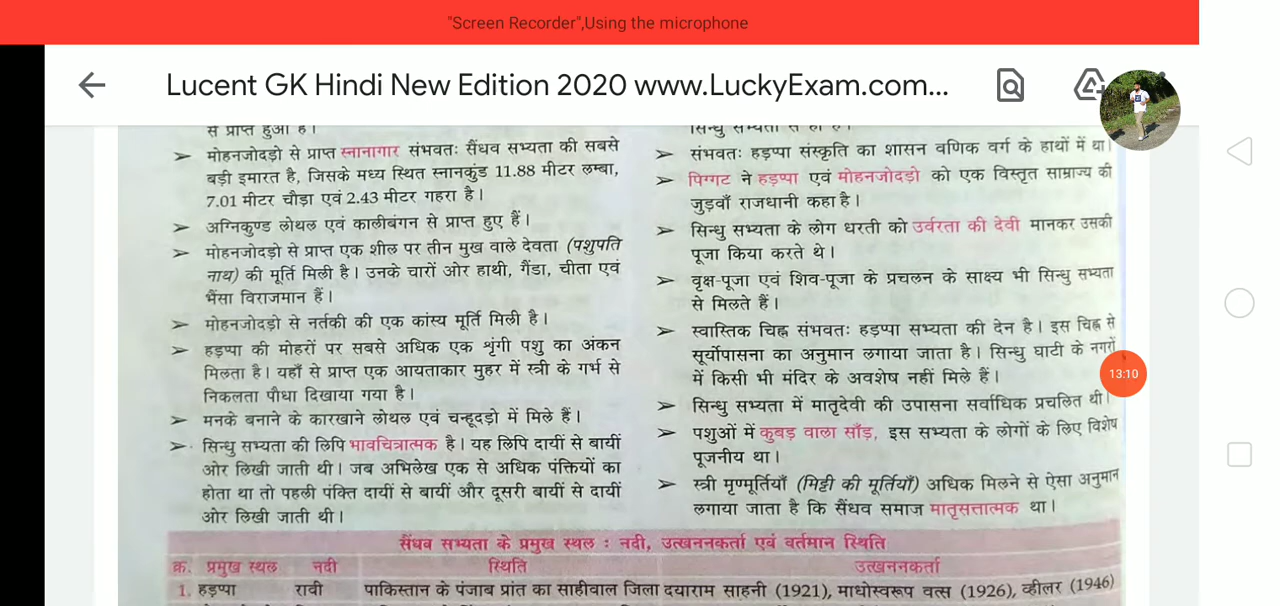 "Screen Recorder",Using the microphone
Lucent GK Hindi New Edition 2020 www.LuckyExam.com...
से प्राप्त हुआ है।
➢ मोहनजोदड़ो से प्राप्त स्नानागार संभवतः सैंधव सभ्यता की सबसे
बड़ी इमारत है, जिसके मध्य स्थित स्नानकुंड 11.88 मीटर लम्बा,
7.01 मीटर चौड़ा एवं 2.43 मीटर गहरा है।
➢ अग्निकुण्ड लोथल एवं कालीबंगन से प्राप्त हुए हैं।
➢ मोहनजोदड़ो से प्राप्त एक शील पर तीन मुख वाले देवता (पशुपति
नाथ) की मूर्ति मिली है। उनके चारों ओर हाथी, गैंडा, चीता एवं
भैंसा विराजमान हैं।
➢ मोहनजोदड़ो से नर्तकी की एक कांस्य मूर्ति मिली है।
➢ हड़प्पा की मोहरों पर सबसे अधिक एक शृंगी पशु का अंकन
मिलता है। यहाँ से प्राप्त एक आयताकार मुहर में स्त्री के गर्भ से
निकलता पौधा दिखाया गया है।
➢ मनके बनाने के कारखाने लोथल एवं चन्हूदड़ो में मिले हैं।
➢ सिन्धु सभ्यता की लिपि भावचित्रात्मक है। यह लिपि दायीं से बायीं
ओर लिखी जाती थी। जब अभिलेख एक से अधिक पंक्तियों का
होता था तो पहली पंक्ति दायीं से बायीं और दूसरी बायीं से दायीं
ओर लिखी जाती थी।
सिन्धु सभ्यता से ही है।
➢ संभवतः हड़प्पा संस्कृति का शासन वणिक वर्ग के हाथों में था।
➢ पिग्गट ने हड़प्पा एवं मोहनजोदड़ो को एक विस्तृत साम्राज्य की
जुड़वाँ राजधानी कहा है।
➢ सिन्धु सभ्यता के लोग धरती को उर्वरता की देवी मानकर उसकी
पूजा किया करते थे।
➢ वृक्ष-पूजा एवं शिव-पूजा के प्रचलन के साक्ष्य भी सिन्धु सभ्यता
से मिलते हैं।
➢ स्वास्तिक चिह्न संभवतः हड़प्पा सभ्यता की देन है। इस चिह्न से
सूर्योपासना का अनुमान लगाया जाता है। सिन्धु घाटी के नगरों
में किसी भी मंदिर के अवशेष नहीं मिले हैं।
➢ सिन्धु सभ्यता में मातृदेवी की उपासना सर्वाधिक प्रचलित थी।
➢ पशुओं में कुबड़ वाला साँड़, इस सभ्यता के लोगों के लिए विशेष
पूजनीय था।
➢ स्त्री मृण्मूर्तियाँ (मिट्टी की मूर्तियाँ) अधिक मिलने से ऐसा अनुमान
लगाया जाता है कि सैंधव समाज मातृसत्तात्मक था।
13:10
सैंधव सभ्यता के प्रमुख स्थल : नदी, उत्खननकर्ता एवं वर्तमान स्थिति
क्र. प्रमुख स्थल नदी स्थिति उत्खननकर्ता
1. हड़प्पा रावी पाकिस्तान के पंजाब प्रांत का साहीवाल जिला दयाराम साहनी (1921), माधोस्वरूप वत्स (1926), व्हीलर (1946)